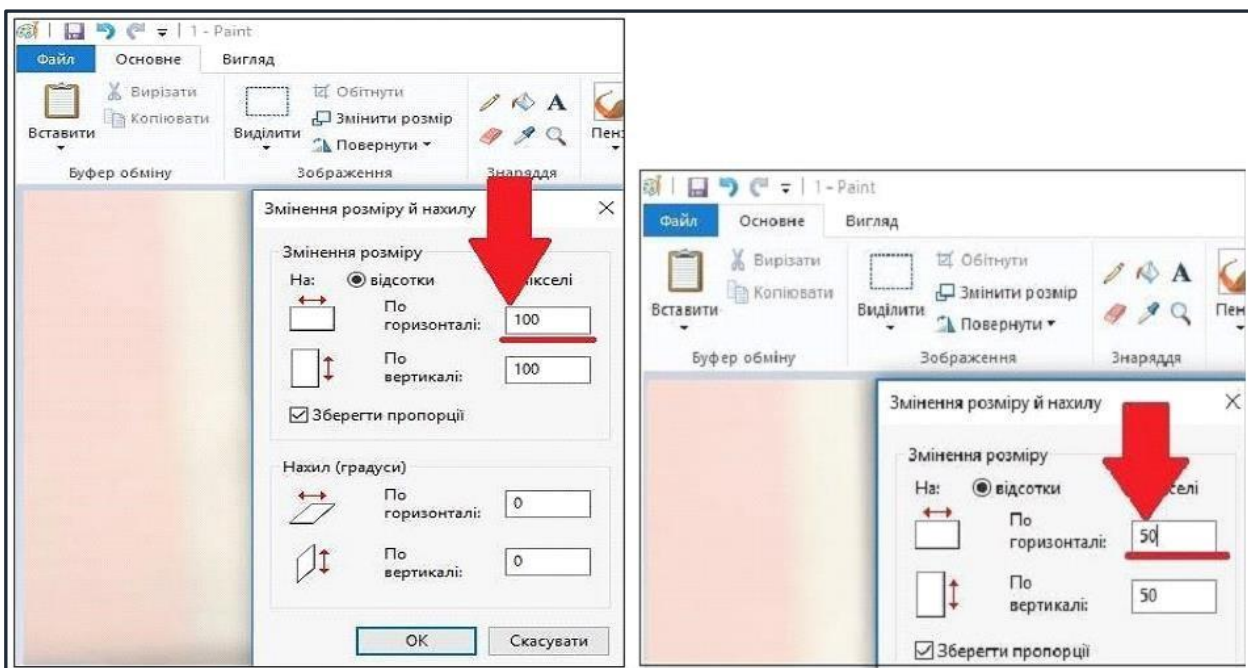 1 - Paint
Файл Основне Вигляд
Вирізати
Копіювати
Вставити
Буфер обміну
Обітнути
Змінити розмір
Повернути
Виділити
Зображення
A
Знаряддя
Змінення розміру й нахилу
Змінення розміру
На: відсотки
По горизонталі: 100
По вертикалі: 100
Зберегти пропорції
Нахил (градуси)
По горизонталі: 0
По вертикалі: 0
ОК Скасувати
1 - Paint
Файл Основне Вигляд
Вирізати
Копіювати
Вставити
Буфер обміну
Обітнути
Змінити розмір
Повернути
Виділити
Зображення
A
Знаряддя
Змінення розміру й нахилу
Змінення розміру
На: відсотки
По горизонталі: 50
По вертикалі: 50
Зберегти пропорції